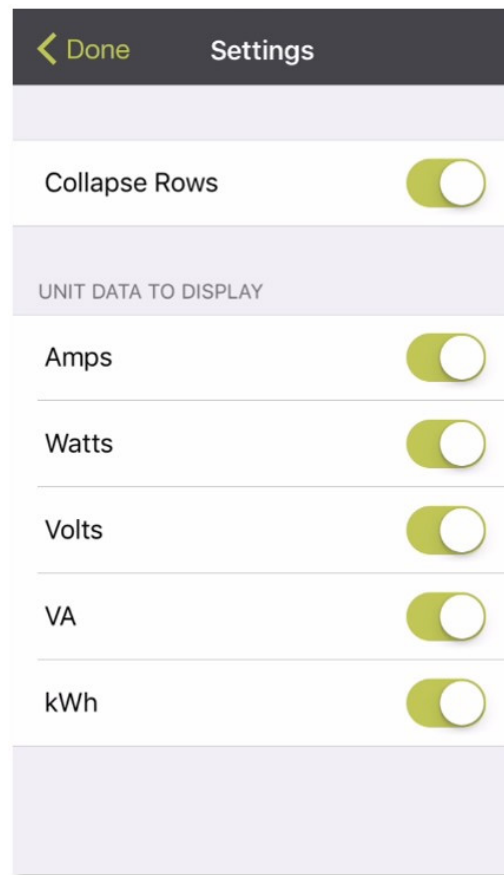 Done Settings
Collapse Rows
UNIT DATA TO DISPLAY
Amps
Watts
Volts
VA
kWh